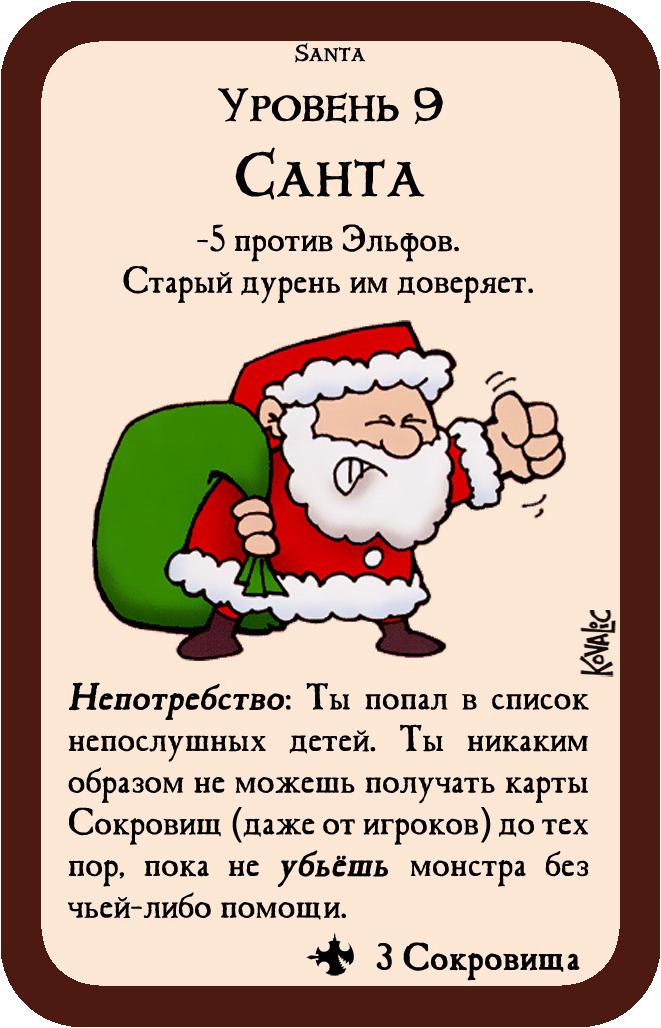 Santa
Уровень 9
Санта
-5 против Эльфов.
Старый дурень им доверяет.
Kovalic
Непотребство: Ты попал в список
непослушных детей. Ты никаким
образом не можешь получать карты
Сокровищ (даже от игроков) до тех
пор, пока не убьёшь монстра без
чьей-либо помощи.
3 Сокровища